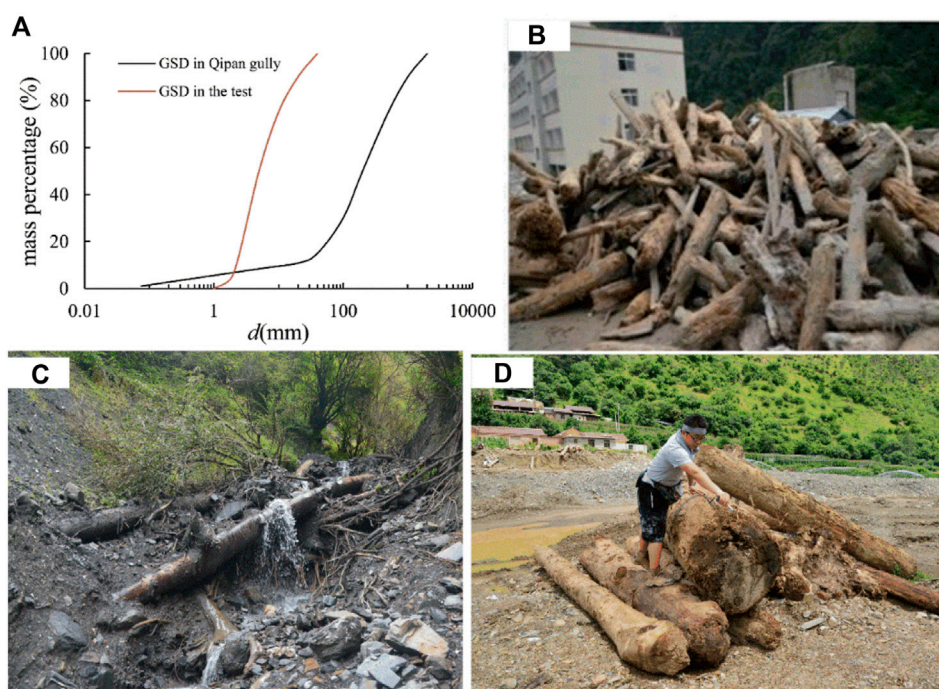 A
100
80
60
40
20
0
mass percentage (%)
GSD in Qipan gully
GSD in the test
0.01
1
100
10000
d(mm)
B
C
D